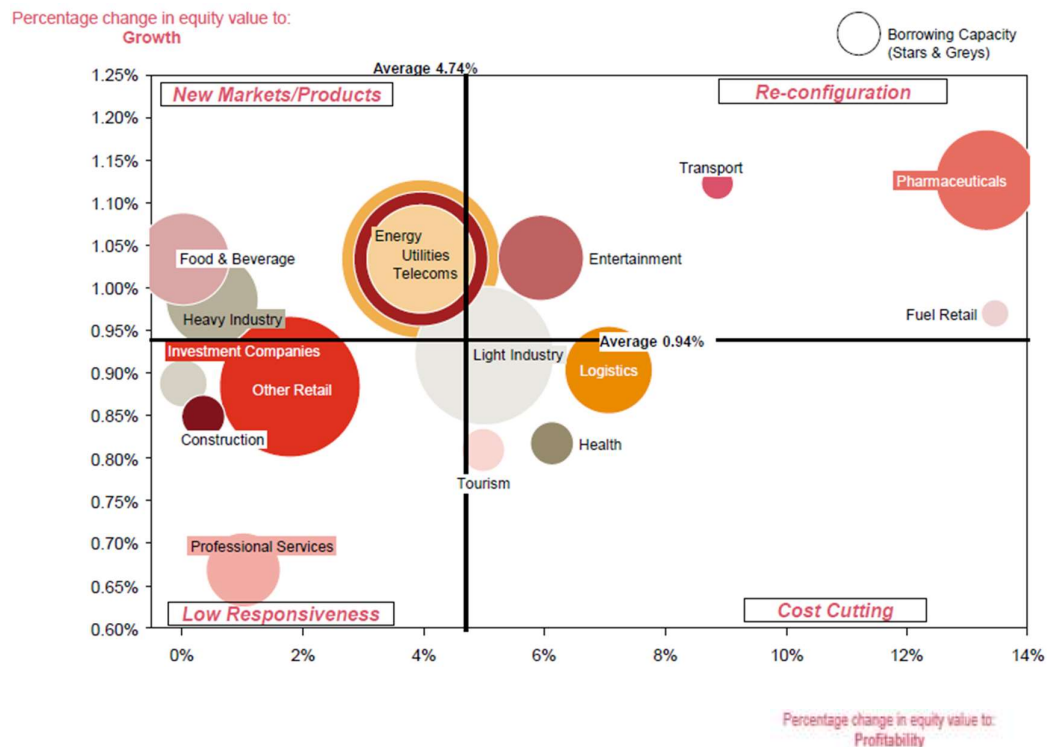 Percentage change in equity value to:
Growth
Borrowing Capacity
(Stars & Greys)
Average 4.74%
1.25%
New Markets/Products
Re-configuration
1.20%
1.15%
Transport
Pharmaceuticals
1.10%
Energy
1.05%
Utilities
Food & Beverage
Entertainment
Telecoms
1.00%
Heavy Industry
Fuel Retail
0.95%
Average 0.94%
Investment Companies
Light Industry
0.90%
Logistics
Other Retail
0.85%
Construction
Health
0.80%
Tourism
0.75%
0.70%
Professional Services
0.65%
Low Responsiveness
Cost Cutting
0.60%
0%
2%
4%
6%
8%
10%
12%
14%
Percentage change in equity value to:
Profitability